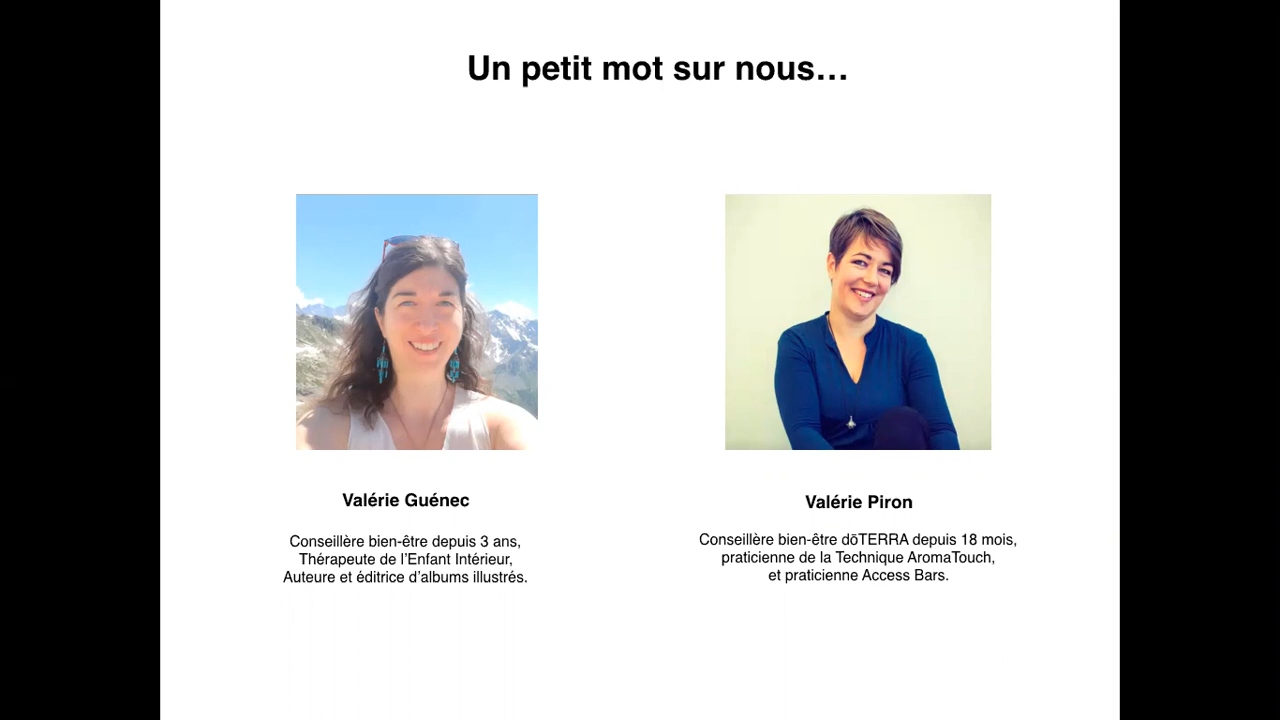 Un petit mot sur nous…
Valérie Guénec
Conseillère bien-être depuis 3 ans,
Thérapeute de l’Enfant Intérieur,
Auteure et éditrice d’albums illustrés.
Valérie Piron
Conseillère bien-être dōTERRA depuis 18 mois,
praticienne de la Technique AromaTouch,
et praticienne Access Bars.